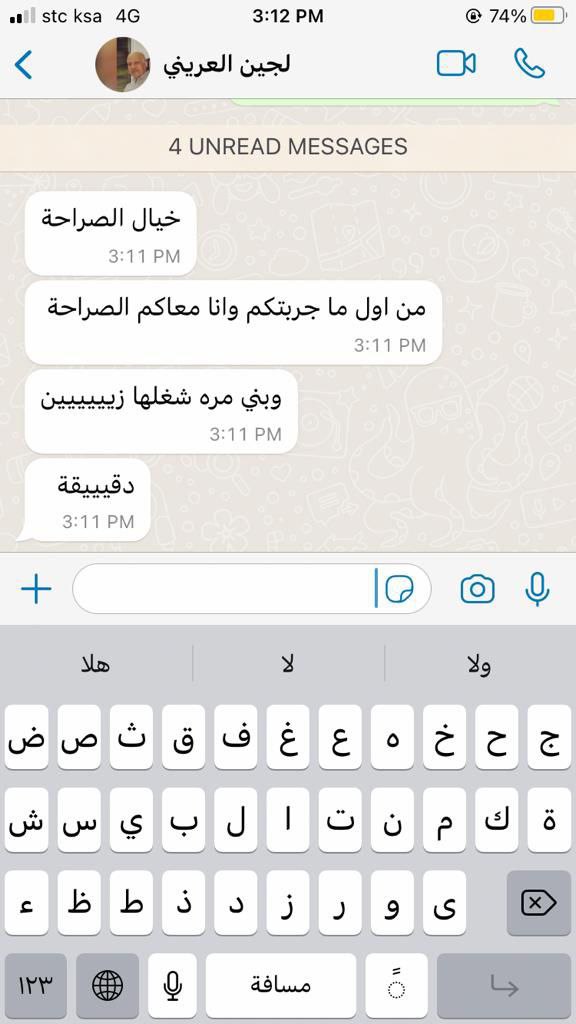 stc ksa 4G 3:12 PM 74%
لجين العريني
4 UNREAD MESSAGES
خيال الصراحة
3:11 PM
من اول ما جربتكم وانا معاكم الصراحة
3:11 PM
وبني مره شغلها زيييييين
3:11 PM
دقيييقة
3:11 PM
هلا لا ولا
ض ص ث ق ف غ ع ه خ ح ج
ش س ي ب ل ا ت ن م ك ة
ء ظ ط ذ د ز ر و ى
١٢٣ مسافة